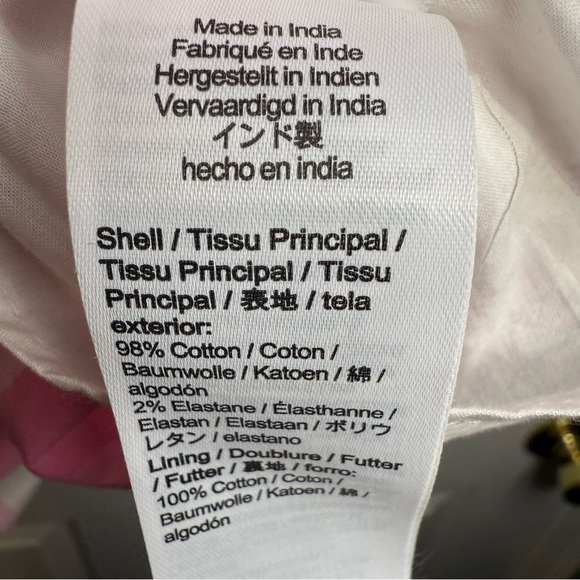 Made in India
Fabriqué en Inde
Hergestellt in Indien
Vervaardigd in India
インド製
hecho en india
Shell / Tissu Principal /
Tissu Principal / Tissu
Principal / 表地 / tela
exterior:
98% Cotton / Coton /
Baumwolle / Katoen / 綿 /
algodón
2% Elastane / Élasthanne /
Elastan / Elastaan / ポリウ
レタン / elastano
Lining / Doublure / Futter
/ Futter / 裏地 / forro:
100% Cotton / Coton /
Baumwolle / Katoen / 綿 /
algodón